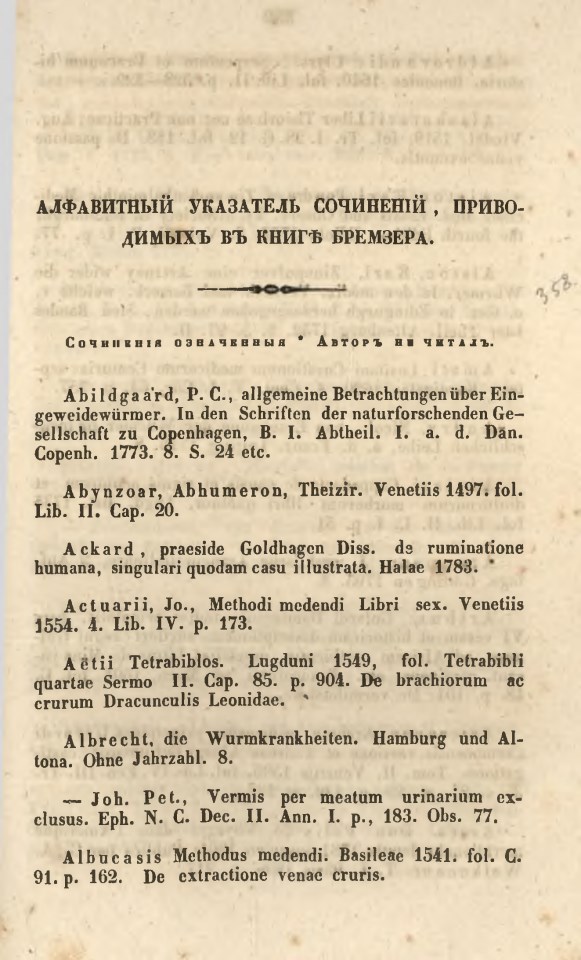 АЛФАВИТНЫЙ УКАЗАТЕЛЬ СОЧИНЕНІЙ, ПРИВО-
ДИМЫХЪ ВЪ КНИГѢ БРЕМЗЕРА.
358
Сочиненія означенныя * Авторъ не читалъ.
Abildgaard, P. C., allgemeine Betrachtungen über Ein-
geweidewürmer. In den Schriften der naturforschenden Ge-
sellschaft zu Copenhagen, B. I. Abtheil. I. a. d. Dän.
Copenh. 1773. 8. S. 24 etc.
Abynzoar, Abhumeron, Theizir. Venetiis 1497. fol.
Lib. II. Cap. 20.
Ackard, praeside Goldhagen Diss. de ruminatione
humana, singulari quodam casu illustrata. Halae 1783. *
Actuarii, Jo., Methodi medendi Libri sex. Venetiis
1554. 4. Lib. IV. p. 173.
Aëtii Tetrabiblos. Lugduni 1549, fol. Tetrabibli
quartae Sermo II. Cap. 85. p. 904. De brachiorum ac
crurum Dracunculis Leonidae. *
Albrecht, die Wurmkrankheiten. Hamburg und Al-
tona. Ohne Jahrzahl. 8.
— Joh. Pet., Vermis per meatum urinarium ex-
clusus. Eph. N. C. Dec. II. Ann. I. p., 183. Obs. 77.
Albucasis Methodus medendi. Basileae 1541. fol. C.
91. p. 162. De extractione venae cruris.